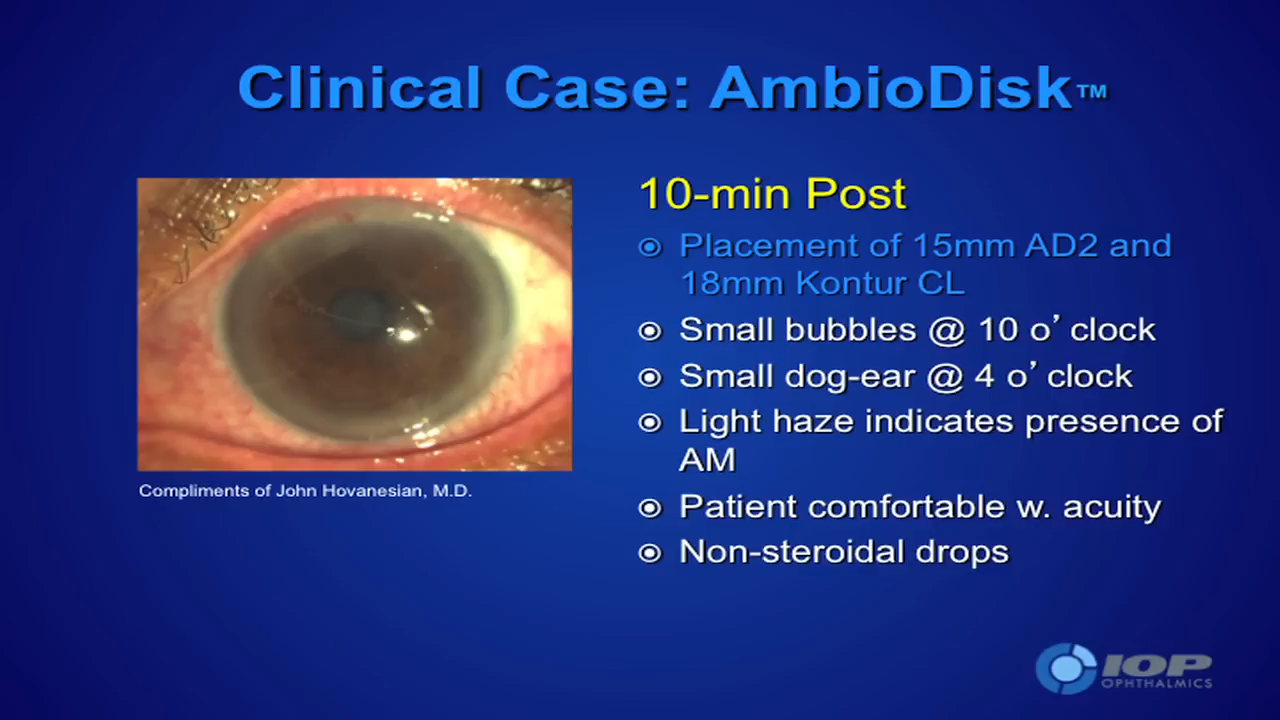 Clinical Case: AmbioDisk™
10-min Post
Placement of 15mm AD2 and
18mm Kontur CL
Small bubbles @ 10 o’ clock
Small dog-ear @ 4 o’ clock
Light haze indicates presence of
AM
Patient comfortable w. acuity
Non-steroidal drops
Compliments of John Hovanesian, M.D.
IOP
OPHTHALMICS